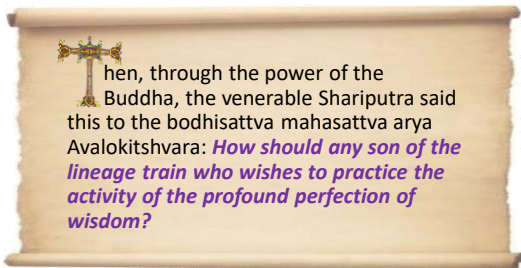 Then, through the power of the
Buddha, the venerable Shariputra said
this to the bodhisattva mahasattva arya
Avalokitshvara: How should any son of the
lineage train who wishes to practice the
activity of the profound perfection of
wisdom?